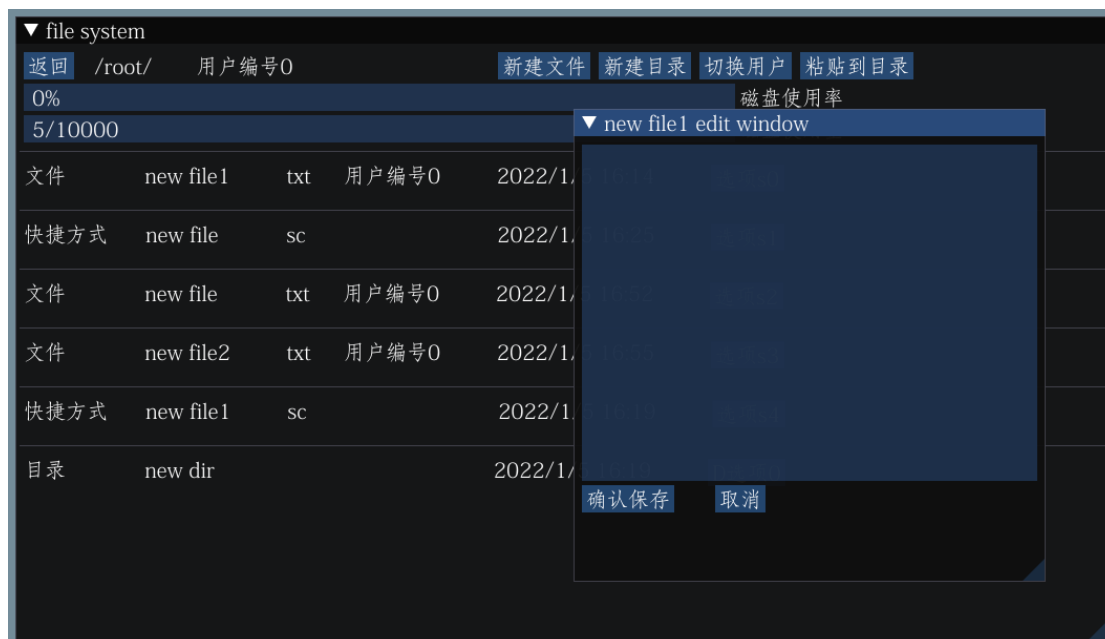 ▼ file system
返回 /root/ 用户编号0 新建文件 新建目录 切换用户 粘贴到目录
0% 磁盘使用率
5/10000
▼ new file1 edit window
文件 new file1 txt 用户编号0 2022/1/
快捷方式 new file sc 2022/1/
文件 new file txt 用户编号0 2022/1/
文件 new file2 txt 用户编号0 2022/1/
快捷方式 new file1 sc 2022/1/
目录 new dir 2022/1/
确认保存 取消